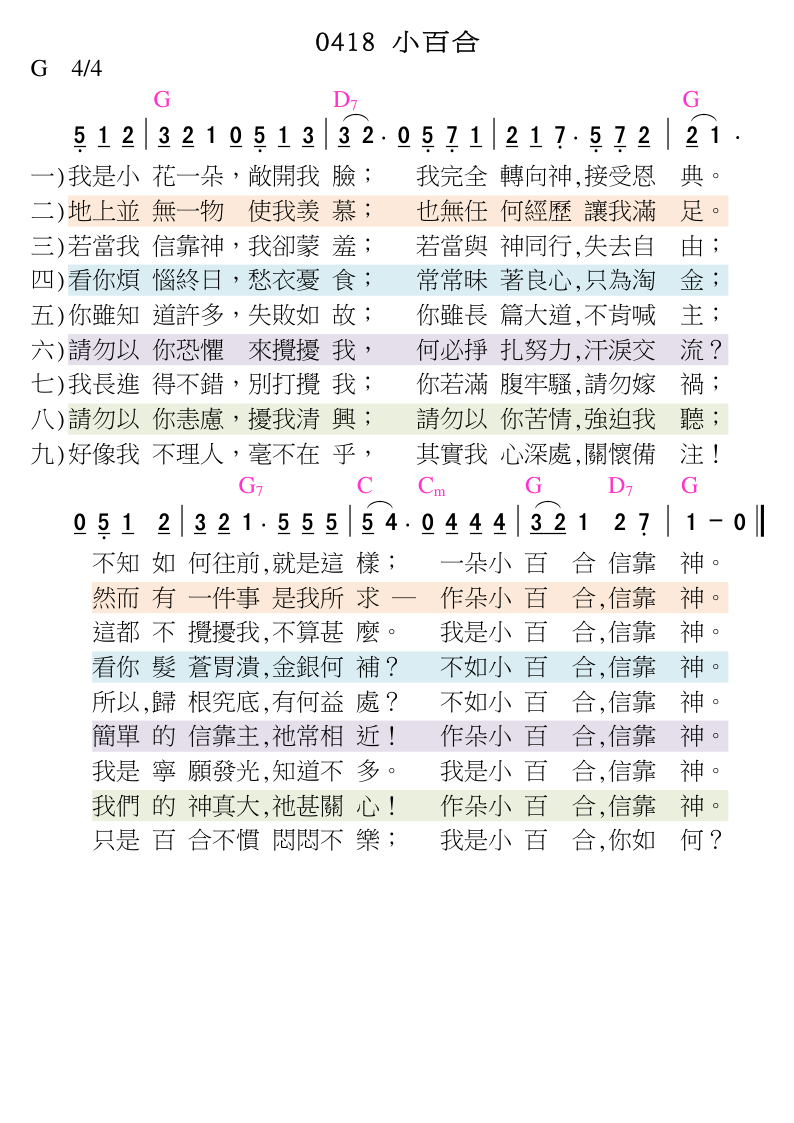 0418 小百合
G 4/4
G D7 G
5 1 2 | 3 2 1 0 5 1 3 | 3 2 . 0 5 7 1 | 2 1 7 . 5 7 2 | 2 1 .
一)我是小 花一朵，敞開我 臉； 我完全 轉向神,接受恩 典。
二)地上並 無一物 使我羨 慕； 也無任 何經歷 讓我滿 足。
三)若當我 信靠神，我卻蒙 羞； 若當與 神同行,失去自 由；
四)看你煩 惱終日，愁衣憂 食； 常常昧 著良心,只為淘 金；
五)你雖知 道許多，失敗如 故； 你雖長 篇大道,不肯喊 主；
六)請勿以 你恐懼 來攪擾 我， 何必掙 扎努力,汗淚交 流？
七)我長進 得不錯，別打攪 我； 你若滿 腹牢騷,請勿嫁 禍；
八)請勿以 你恚慮，擾我清 興； 請勿以 你苦情,強迫我 聽；
九)好像我 不理人，毫不在 乎， 其實我 心深處,關懷備 注！
G7 C Cm G D7 G
0 5 1 2 | 3 2 1 . 5 5 5 | 5 4 . 0 4 4 4 | 3 2 1 2 7 | 1 - 0 ‖
不知 如 何往前,就是這 樣； 一朵小 百 合 信靠 神。
然而 有 一件事 是我所 求 — 作朵小 百 合,信靠 神。
這都 不 攪擾我,不算甚 麼。 我是小 百 合,信靠 神。
看你 髮 蒼胃潰,金銀何 補？ 不如小 百 合,信靠 神。
所以,歸 根究底,有何益 處？ 不如小 百 合,信靠 神。
簡單 的 信靠主,祂常相 近！ 作朵小 百 合,信靠 神。
我是 寧 願發光,知道不 多。 我是小 百 合,信靠 神。
我們 的 神真大,祂甚關 心！ 作朵小 百 合,信靠 神。
只是 百 合不慣 悶悶不 樂； 我是小 百 合,你如 何？